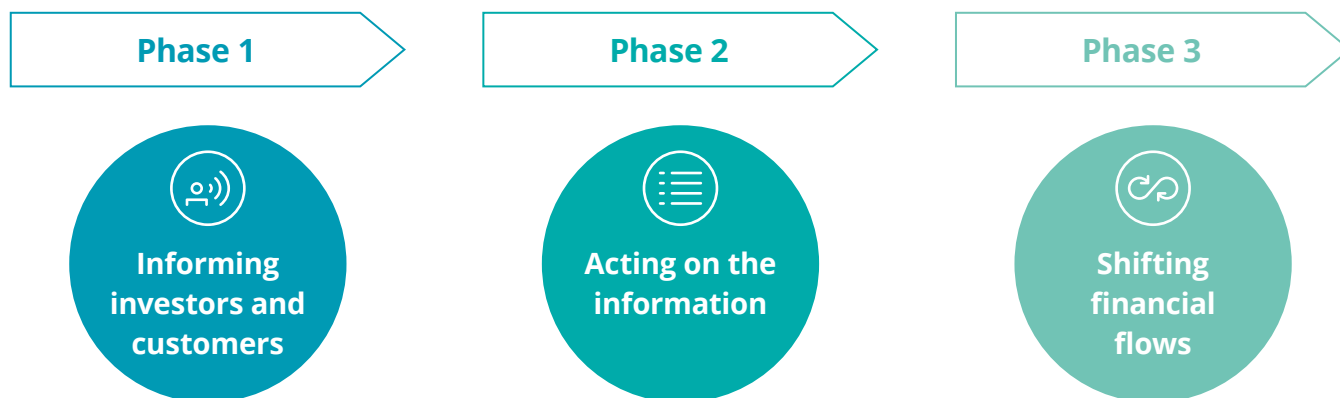 Phase 1
Phase 2
Phase 3
Informing
investors and
customers
Acting on the
information
Shifting
financial
flows